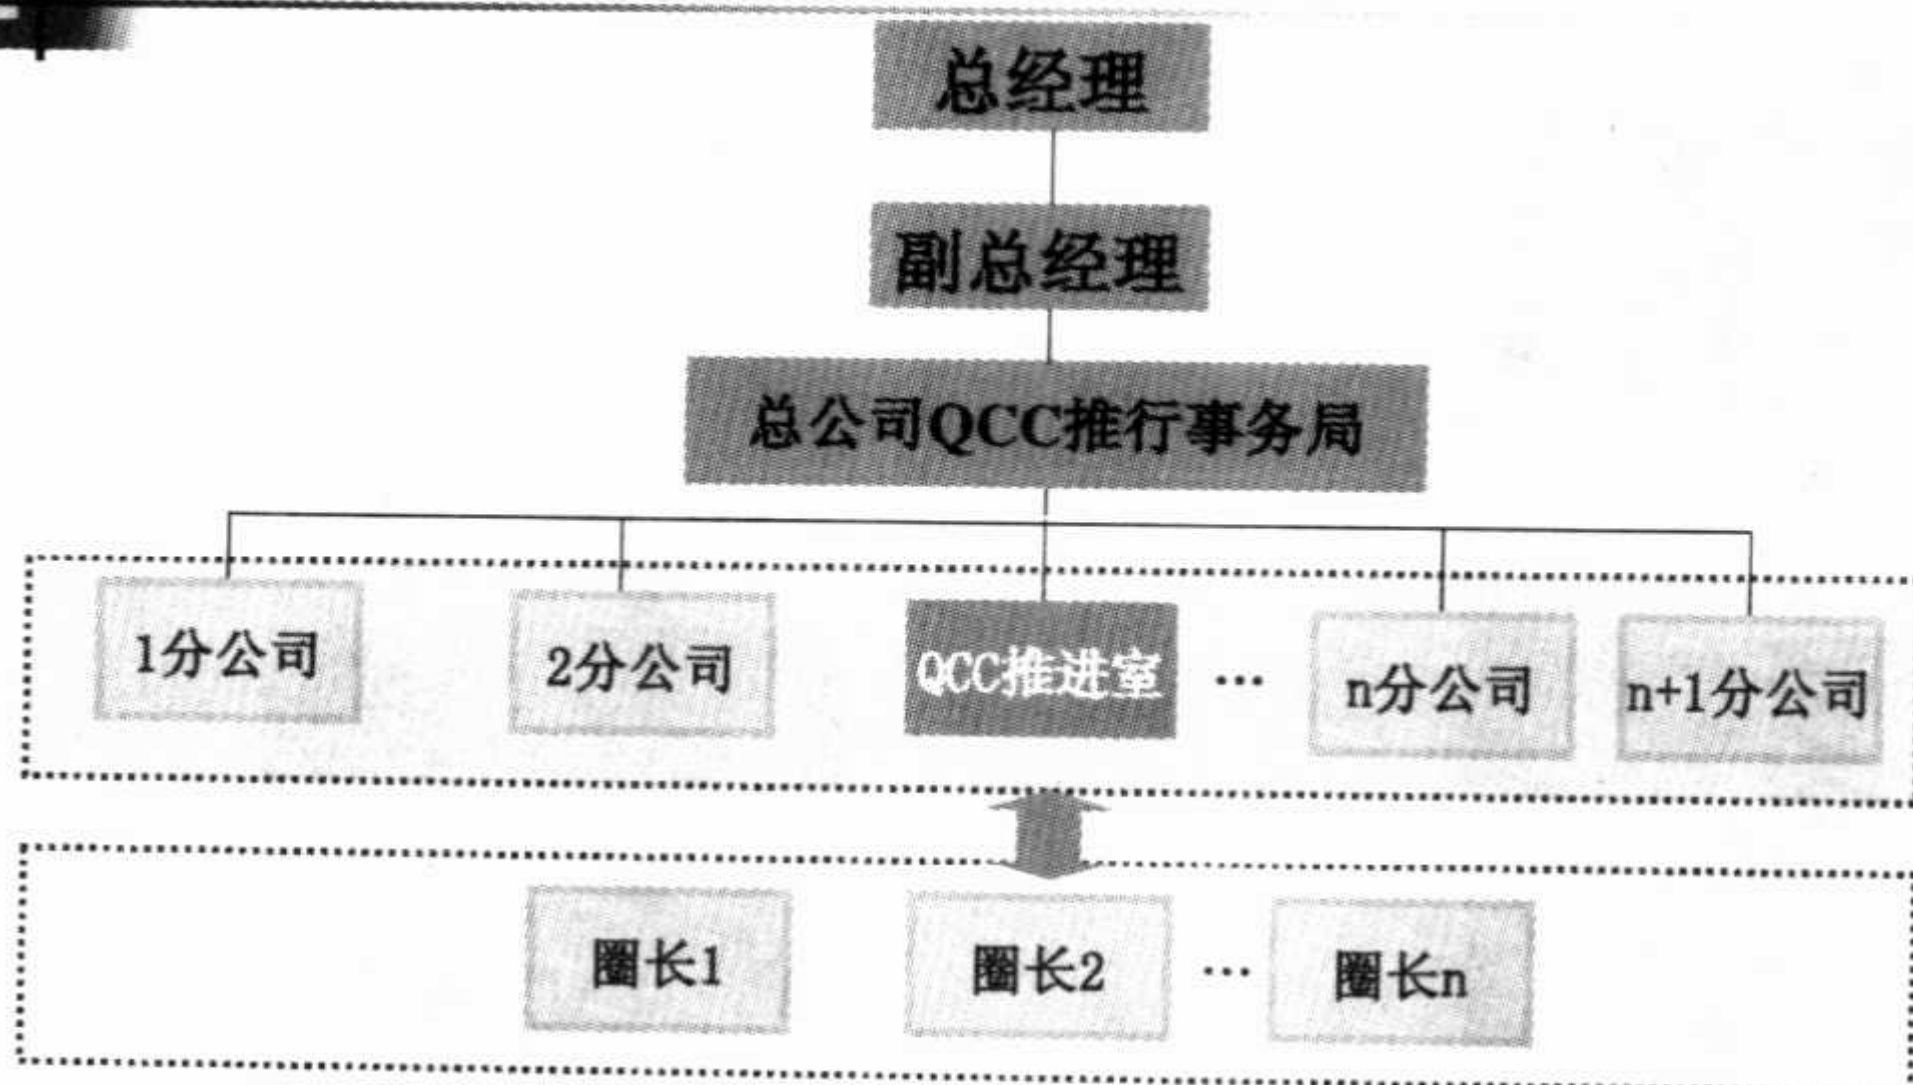 总经理
副总经理
总公司QCC推行事务局
1分公司
2分公司
QCC推进室
…
n分公司
n+1分公司
圈长1
圈长2
…
圈长n